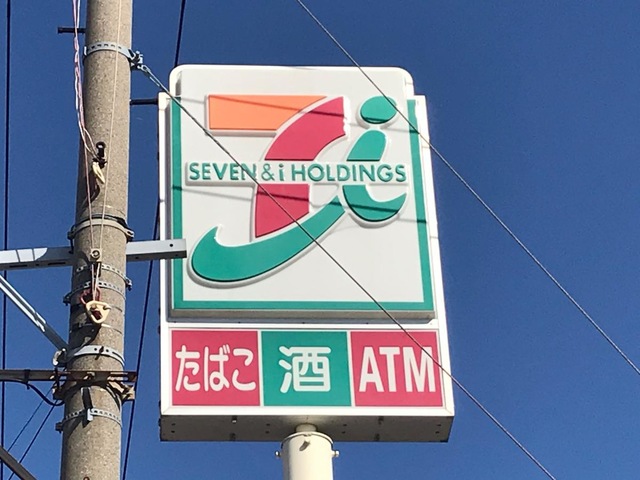 SEVEN & i HOLDINGS
たばこ 酒 ATM